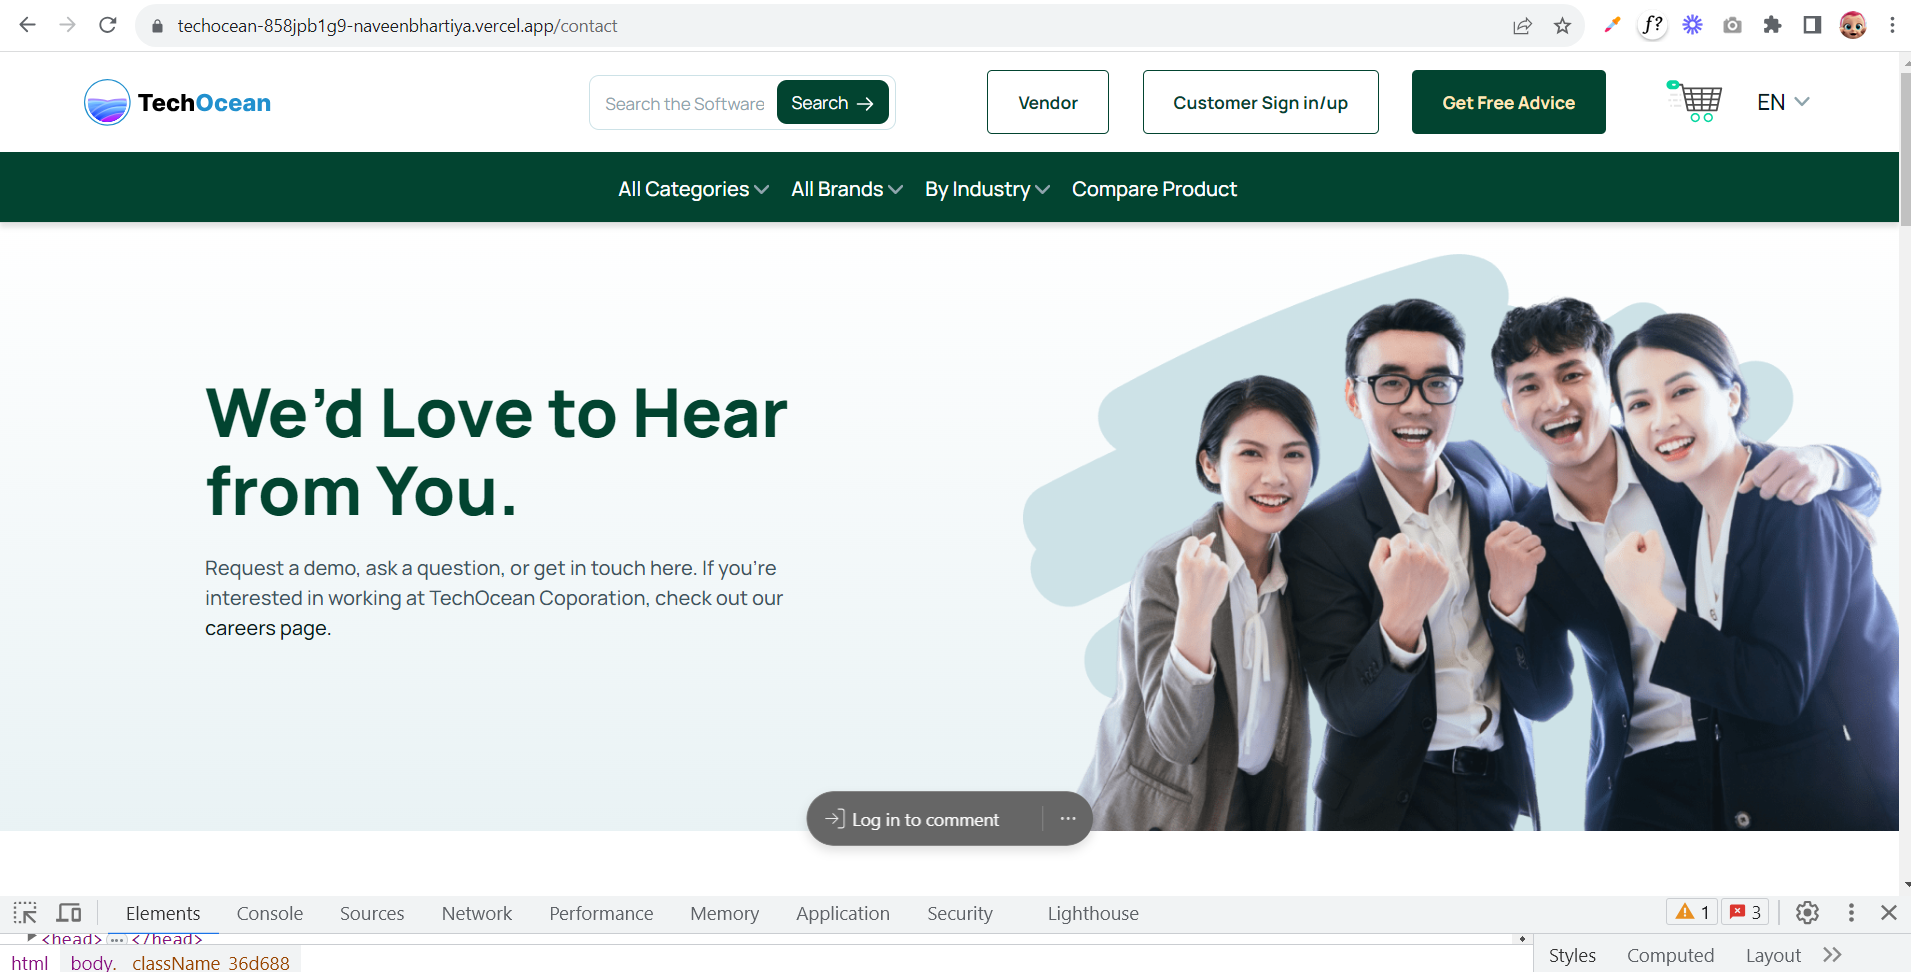 techocean-858jpb1g9-naveenbhartiya.vercel.app/contact
f?
TechOcean
Search the Software
Search →
Vendor
Customer Sign in/up
Get Free Advice
EN
All Categories
All Brands
By Industry
Compare Product
We’d Love to Hear
from You.
Request a demo, ask a question, or get in touch here. If you’re
interested in working at TechOcean Coporation, check out our
careers page.
Log in to comment
Elements
Console
Sources
Network
Performance
Memory
Application
Security
Lighthouse
1
3
<head> ... </head>
html
body.__className_36d688
Styles
Computed
Layout